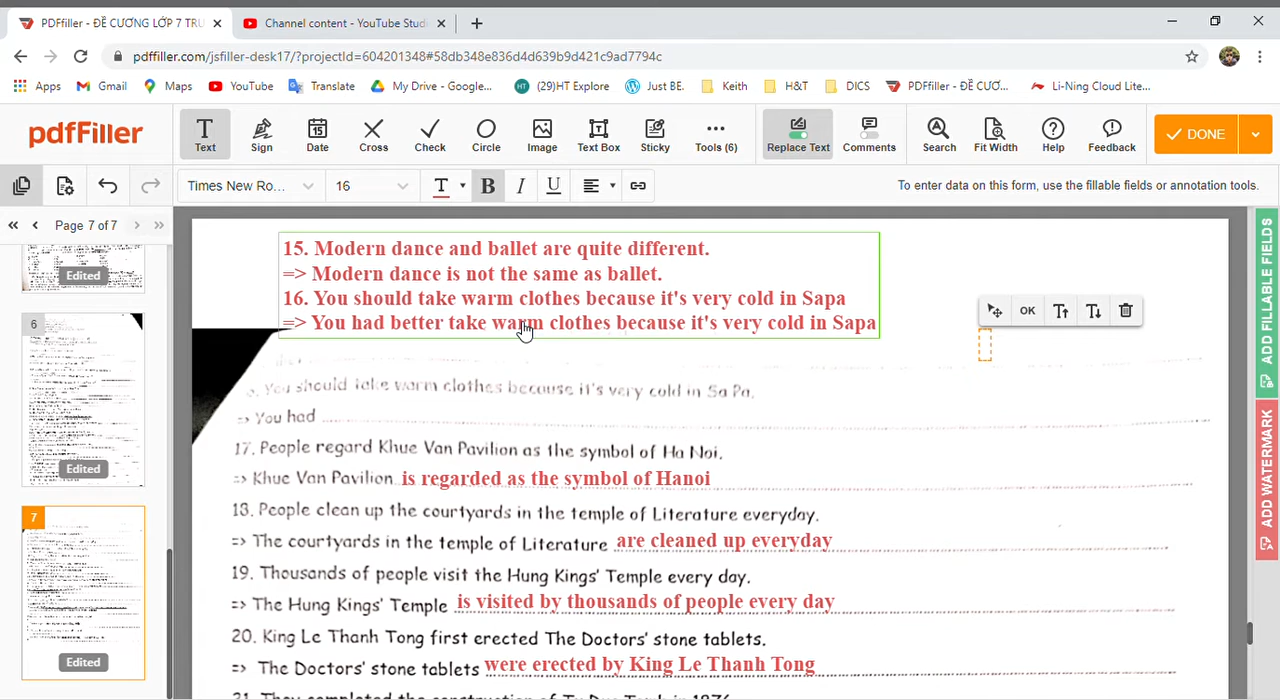 PDFfiller - ĐỀ CƯƠNG LỚP 7 TRU
Channel content - YouTube Studi
pdffiller.com/jsfiller-desk17/?projectId=604201348#58db348e836d4d639b9d421c9ad7794c
Apps Gmail Maps YouTube Translate My Drive - Google... HT (29)HT Explore Just BE. Keith H&T DICS PDFfiller - ĐỀ CƯƠ... Li-Ning Cloud Lite...
pdfFiller
Text Sign Date Cross Check Circle Image Text Box Sticky Tools (6) Replace Text Comments Search Fit Width Help Feedback DONE
Times New Ro... 16 T B I U
To enter data on this form, use the fillable fields or annotation tools.
Page 7 of 7
Edited
6
Edited
7
Edited
15. Modern dance and ballet are quite different.
=> Modern dance is not the same as ballet.
16. You should take warm clothes because it's very cold in Sapa
=> You had better take warm clothes because it's very cold in Sapa
OK
You should take warm clothes because it's very cold in Sa Pa.
=> You had
17. People regard Khue Van Pavilion as the symbol of Ha Noi.
=> Khue Van Pavilion is regarded as the symbol of Hanoi
18. People clean up the courtyards in the temple of Literature everyday.
=> The courtyards in the temple of Literature are cleaned up everyday
19. Thousands of people visit the Hung Kings' Temple every day.
=> The Hung Kings' Temple is visited by thousands of people every day
20. King Le Thanh Tong first erected The Doctors' stone tablets.
=> The Doctors' stone tablets were erected by King Le Thanh Tong
21. They completed the construction of Tu Duc Tomb in 1876
ADD FILLABLE FIELDS
ADD WATERMARK